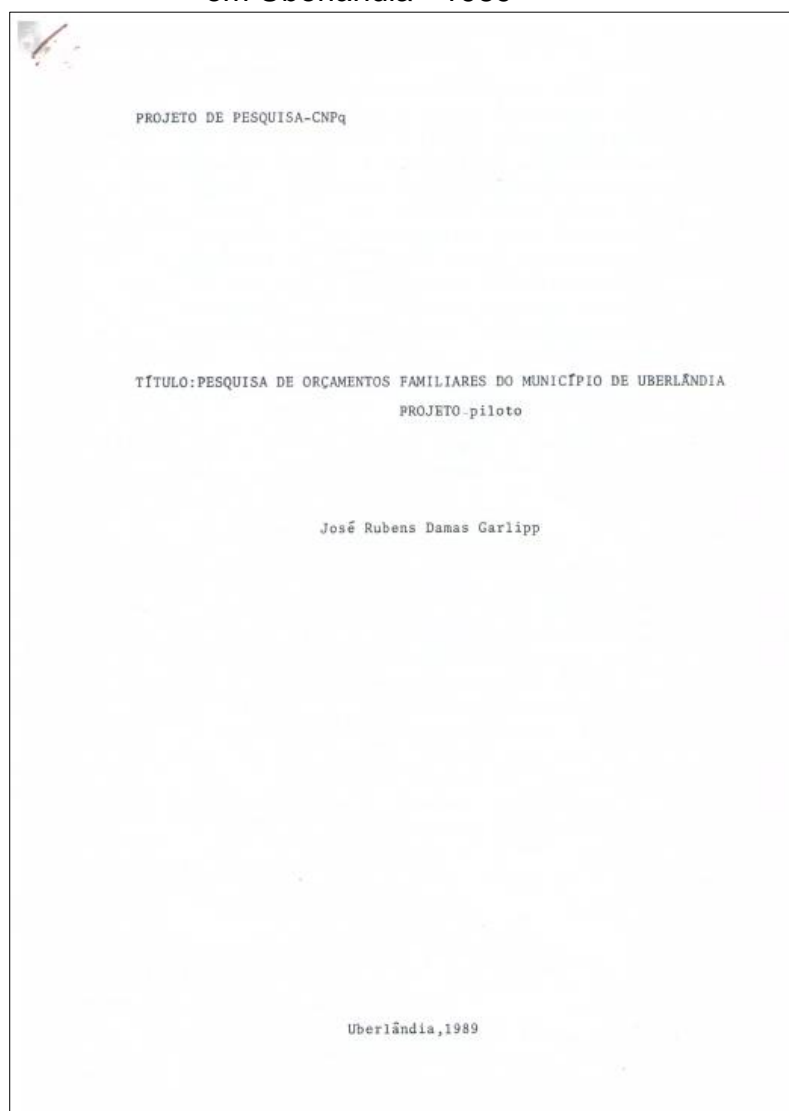 PROJETO DE PESQUISA-CNPq
TÍTULO:PESQUISA DE ORÇAMENTOS FAMILIARES DO MUNICÍPIO DE UBERLÂNDIA
PROJETO-piloto
José Rubens Damas Garlipp
Uberlândia,1989